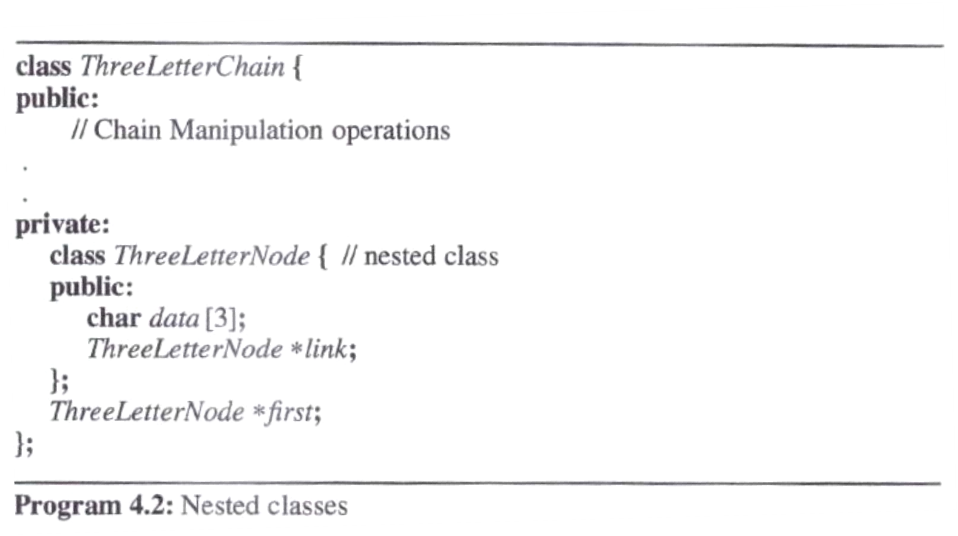 class ThreeLetterChain {
public:
// Chain Manipulation operations
.
.
private:
class ThreeLetterNode { // nested class
public:
char data [3];
ThreeLetterNode *link;
};
ThreeLetterNode *first;
};
Program 4.2: Nested classes